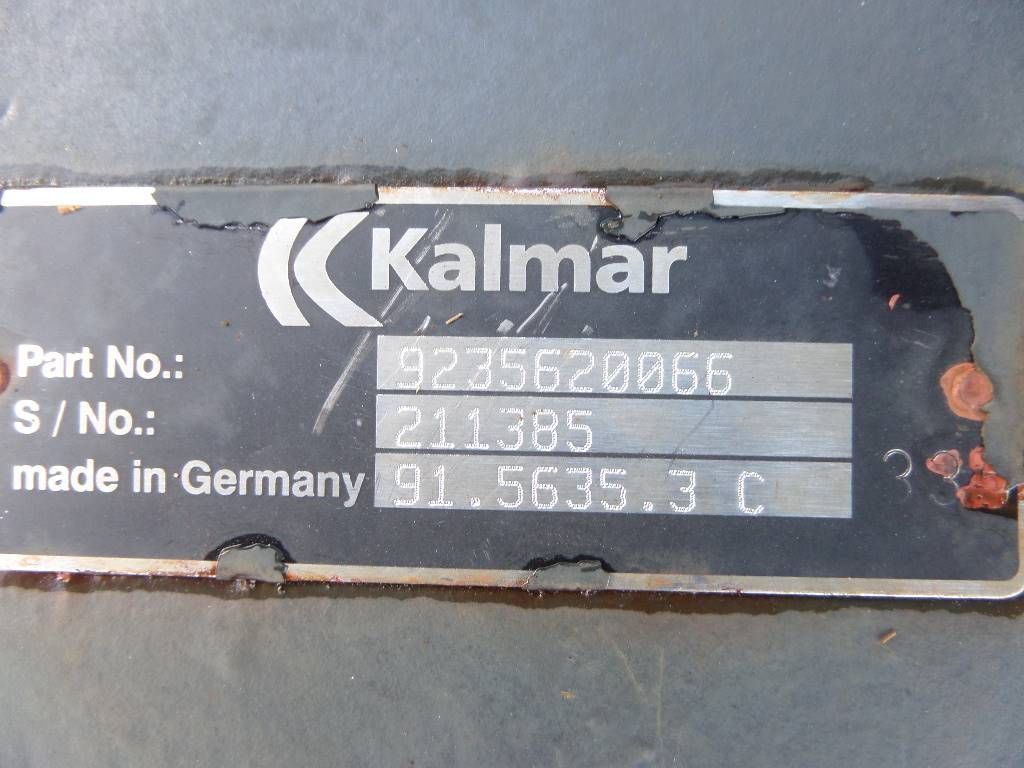 Kalmar
Part No.: 9235620066
S / No.: 211385
made in Germany 91.5635.3 C